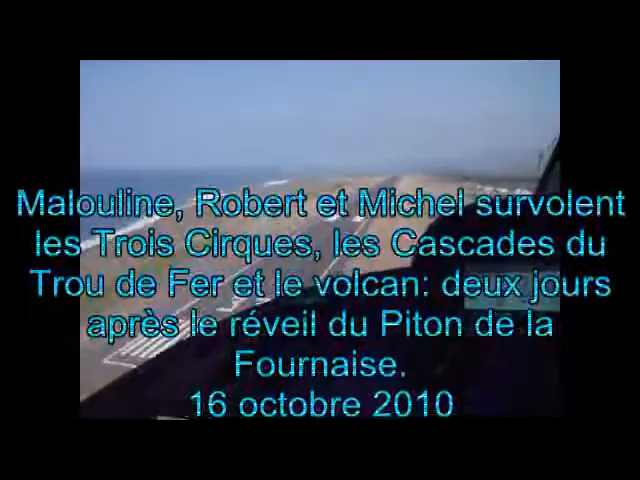 Malouline, Robert et Michel survolent
les Trois Cirques, les Cascades du
Trou de Fer et le volcan: deux jours
après le réveil du Piton de la
Fournaise.
16 octobre 2010